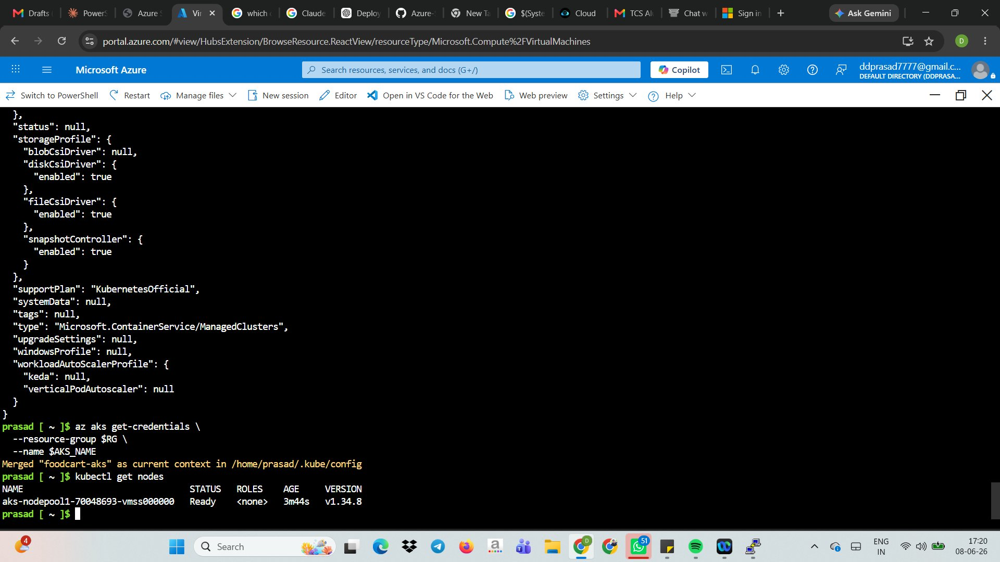 Drafts
PowerS
Azure S
Vir
which c
Claude
Deploy
Azure-
New Ta
$(Syste
Cloud
TCS Al
Chat w
Sign in
Ask Gemini
portal.azure.com/#view/HubsExtension/BrowseResource.ReactView/resourceType/Microsoft.Compute%2FVirtualMachines
D
Microsoft Azure
Search resources, services, and docs (G+/)
Copilot
ddprasad7777@gmail.c...
DEFAULT DIRECTORY (DDPRASA...
Switch to PowerShell
Restart
Manage files
New session
Editor
Open in VS Code for the Web
Web preview
Settings
Help
},
"status": null,
"storageProfile": {
"blobCsiDriver": null,
"diskCsiDriver": {
"enabled": true
},
"fileCsiDriver": {
"enabled": true
},
"snapshotController": {
"enabled": true
}
},
"supportPlan": "KubernetesOfficial",
"systemData": null,
"tags": null,
"type": "Microsoft.ContainerService/ManagedClusters",
"upgradeSettings": null,
"windowsProfile": null,
"workloadAutoScalerProfile": {
"keda": null,
"verticalPodAutoscaler": null
}
}
prasad [ ~ ]$ az aks get-credentials \
--resource-group $RG \
--name $AKS_NAME
Merged "foodcart-aks" as current context in /home/prasad/.kube/config
prasad [ ~ ]$ kubectl get nodes
NAME STATUS ROLES AGE VERSION
aks-nodepool1-70048693-vmss000000 Ready <none> 3m44s v1.34.8
prasad [ ~ ]$
4
Search
D
51
ENG
IN
17:20
08-06-26